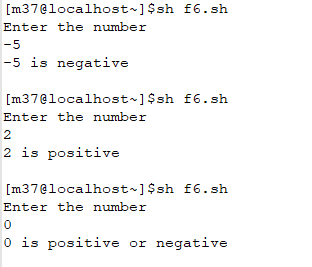 [m37@localhost~]$sh f6.sh
Enter the number
-5
-5 is negative
[m37@localhost~]$sh f6.sh
Enter the number
2
2 is positive
[m37@localhost~]$sh f6.sh
Enter the number
0
0 is positive or negative